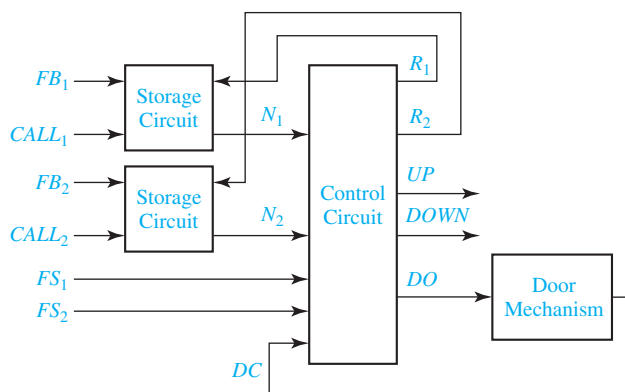 FB₁
CALL₁
Storage
Circuit
N₁
FB₂
CALL₂
Storage
Circuit
N₂
FS₁
FS₂
DC
Control
Circuit
R₁
R₂
UP
DOWN
DO
Door
Mechanism